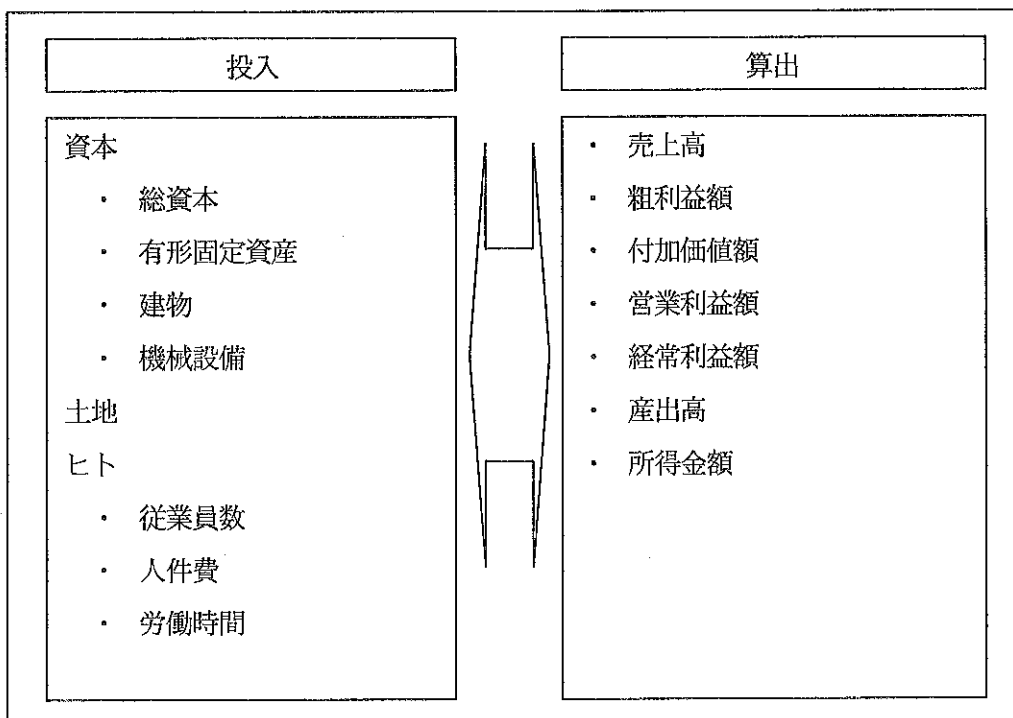 投入
資本
・ 総資本
・ 有形固定資産
・ 建物
・ 機械設備
土地
ヒト
・ 従業員数
・ 人件費
・ 労働時間
算出
・ 売上高
・ 粗利益額
・ 付加価値額
・ 営業利益額
・ 経常利益額
・ 産出高
・ 所得金額